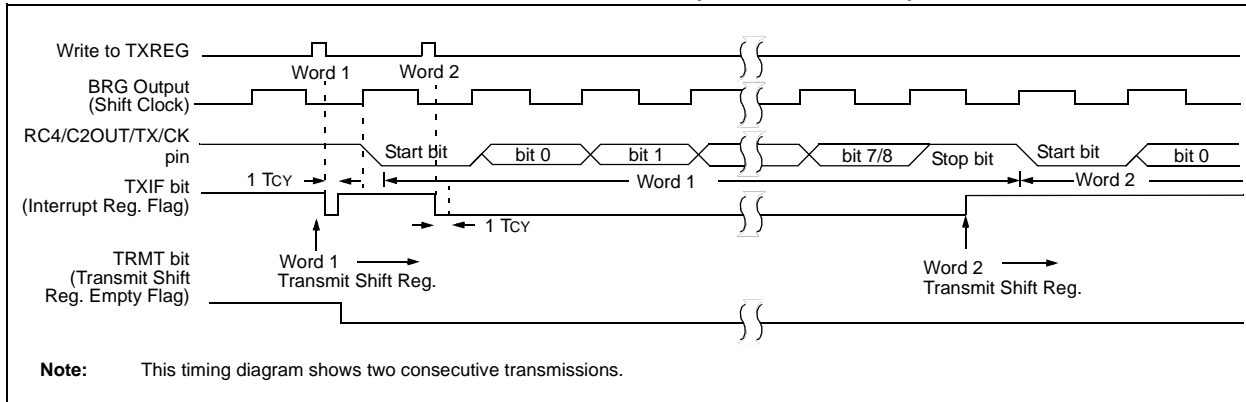 Write to TXREG
Word 1
Word 2
BRG Output
(Shift Clock)
RC4/C2OUT/TX/CK
pin
Start bit
bit 0
bit 1
bit 7/8
Stop bit
Start bit
bit 0
Word 1
Word 2
1 TCY
TXIF bit
(Interrupt Reg. Flag)
1 TCY
Word 1
Transmit Shift Reg.
Word 2
Transmit Shift Reg.
TRMT bit
(Transmit Shift
Reg. Empty Flag)
Note: This timing diagram shows two consecutive transmissions.